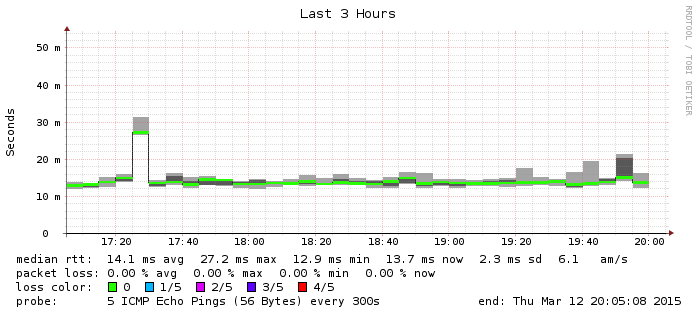 Last 3 Hours
RRDTOOL / TOBI OETIKER
Seconds
50 m
40 m
30 m
20 m
10 m
0
17:20 17:40 18:00 18:20 18:40 19:00 19:20 19:40 20:00
median rtt: 14.1 ms avg 27.2 ms max 12.9 ms min 13.7 ms now 2.3 ms sd 6.1 am/s
packet loss: 0.00 % avg 0.00 % max 0.00 % min 0.00 % now
loss color: 0 1/5 2/5 3/5 4/5
probe: 5 ICMP Echo Pings (56 Bytes) every 300s end: Thu Mar 12 20:05:08 2015